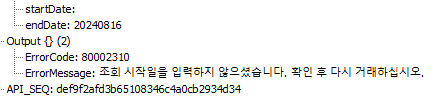 startDate:
endDate: 20240816
Output {} (2)
ErrorCode: 80002310
ErrorMessage: 조회 시작일을 입력하지 않으셨습니다. 확인 후 다시 거래하십시오.
API_SEQ: def9f2afd3b65108346c4a0cb2934d34